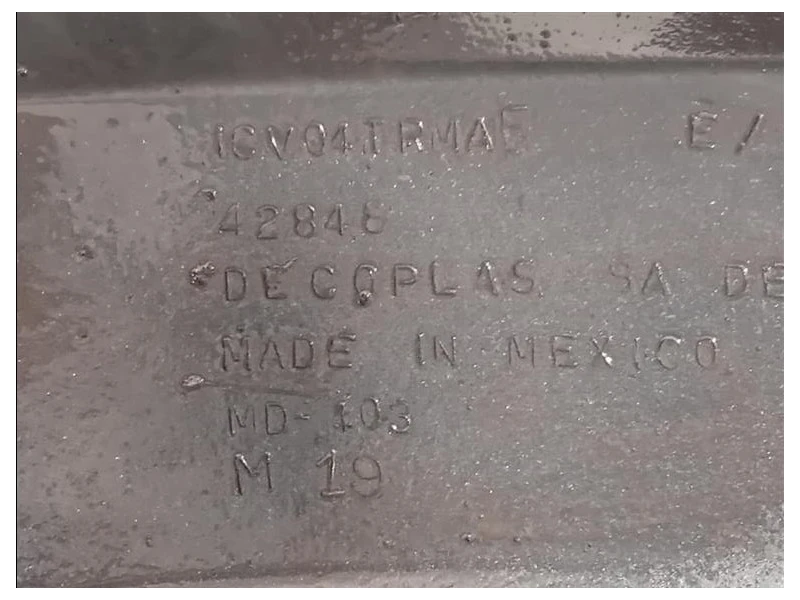 1CV04TRMAE E/
42848
DECOPLAS SA DE
MADE IN MEXICO
MD-103
M 19